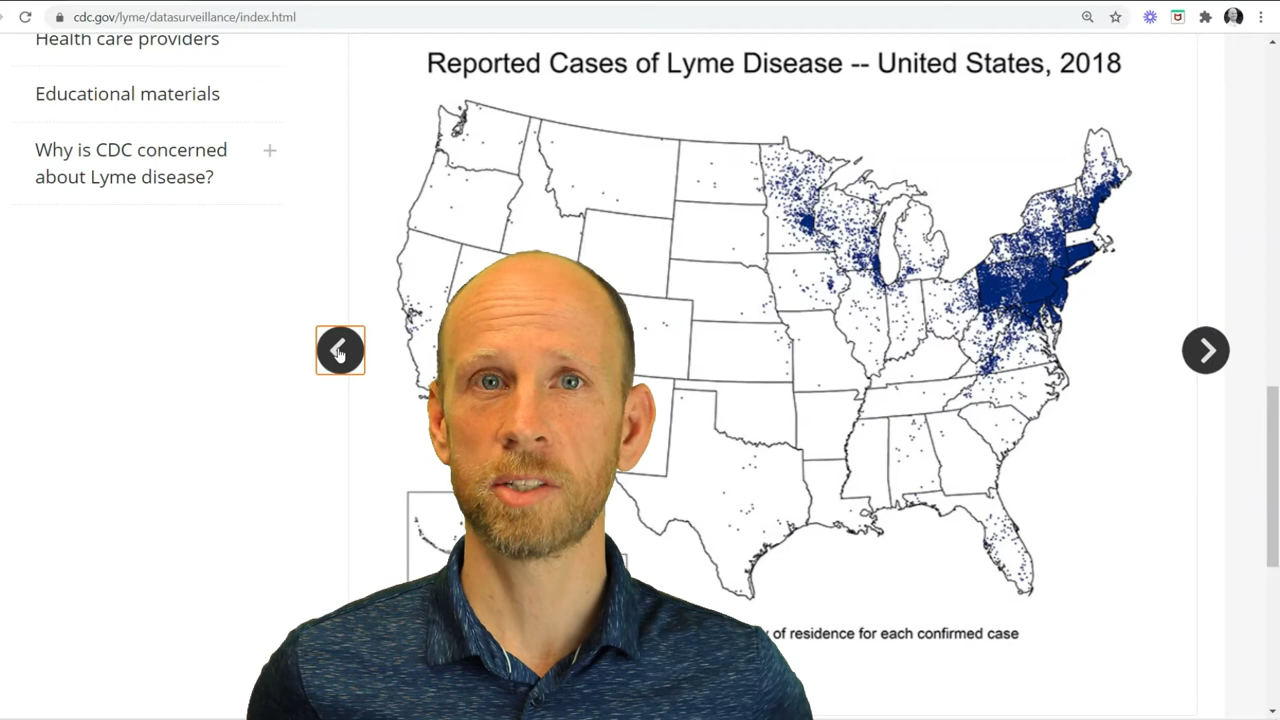 cdc.gov/lyme/datasurveillance/index.html
Health care providers
Educational materials
Why is CDC concerned
about Lyme disease?
Reported Cases of Lyme Disease -- United States, 2018
of residence for each confirmed case